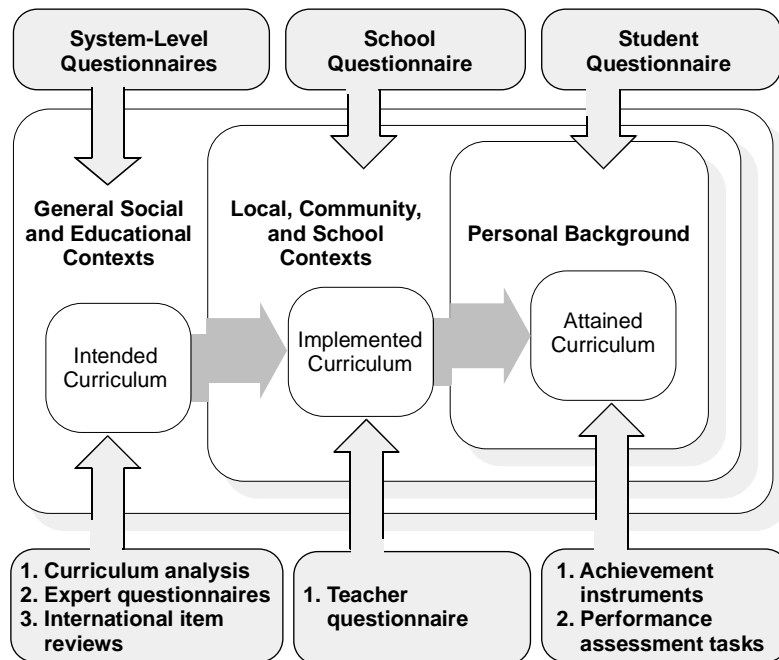 System-Level
Questionnaires
School
Questionnaire
Student
Questionnaire
General Social
and Educational
Contexts
Local, Community,
and School
Contexts
Personal Background
Intended
Curriculum
Implemented
Curriculum
Attained
Curriculum
1. Curriculum analysis
2. Expert questionnaires
3. International item
reviews
1. Teacher
questionnaire
1. Achievement
instruments
2. Performance
assessment tasks